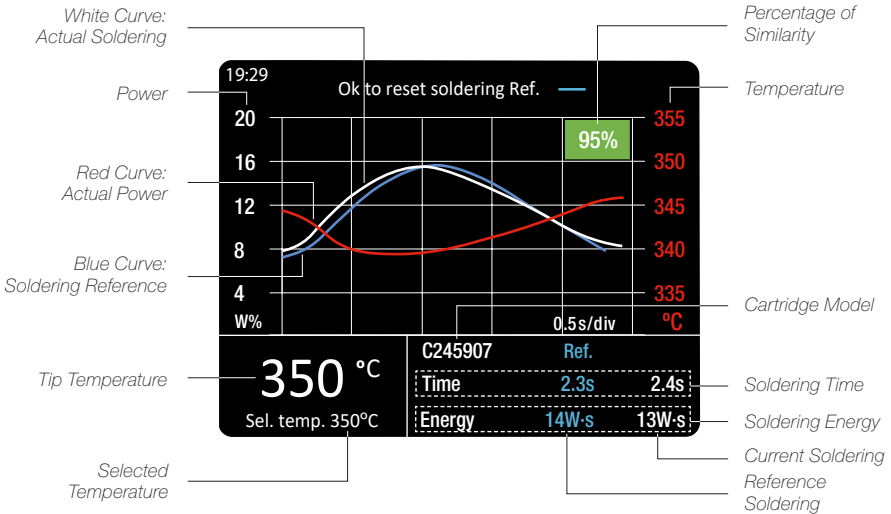 White Curve:
Actual Soldering
Percentage of
Similarity
19:29
Ok to reset soldering Ref.
Power
Temperature
20
355
95%
16
350
Red Curve:
Actual Power
12
345
8
340
Blue Curve:
Soldering Reference
4
335
Cartridge Model
W%
0.5s/div
ºC
C245907
Ref.
Tip Temperature
350 ºC
Time
2.3s
2.4s
Soldering Time
Sel. temp. 350ºC
Energy
14W·s
13W·s
Soldering Energy
Current Soldering
Selected
Temperature
Reference
Soldering